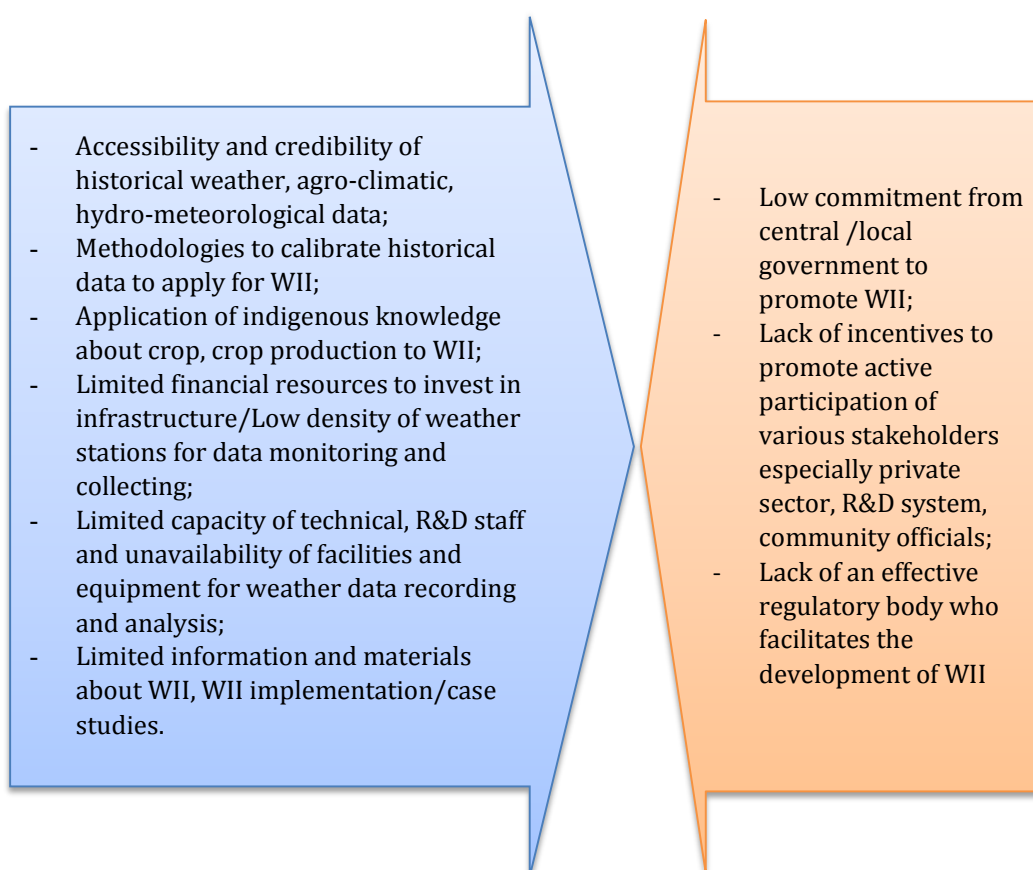 - Accessibility and credibility of
historical weather, agro-climatic,
hydro-meteorological data;
- Methodologies to calibrate historical
data to apply for WII;
- Application of indigenous knowledge
about crop, crop production to WII;
- Limited financial resources to invest in
infrastructure/Low density of weather
stations for data monitoring and
collecting;
- Limited capacity of technical, R&D staff
and unavailability of facilities and
equipment for weather data recording
and analysis;
- Limited information and materials
about WII, WII implementation/case
studies.
- Low commitment from
central /local
government to
promote WII;
- Lack of incentives to
promote active
participation of
various stakeholders
especially private
sector, R&D system,
community officials;
- Lack of an effective
regulatory body who
facilitates the
development of WII